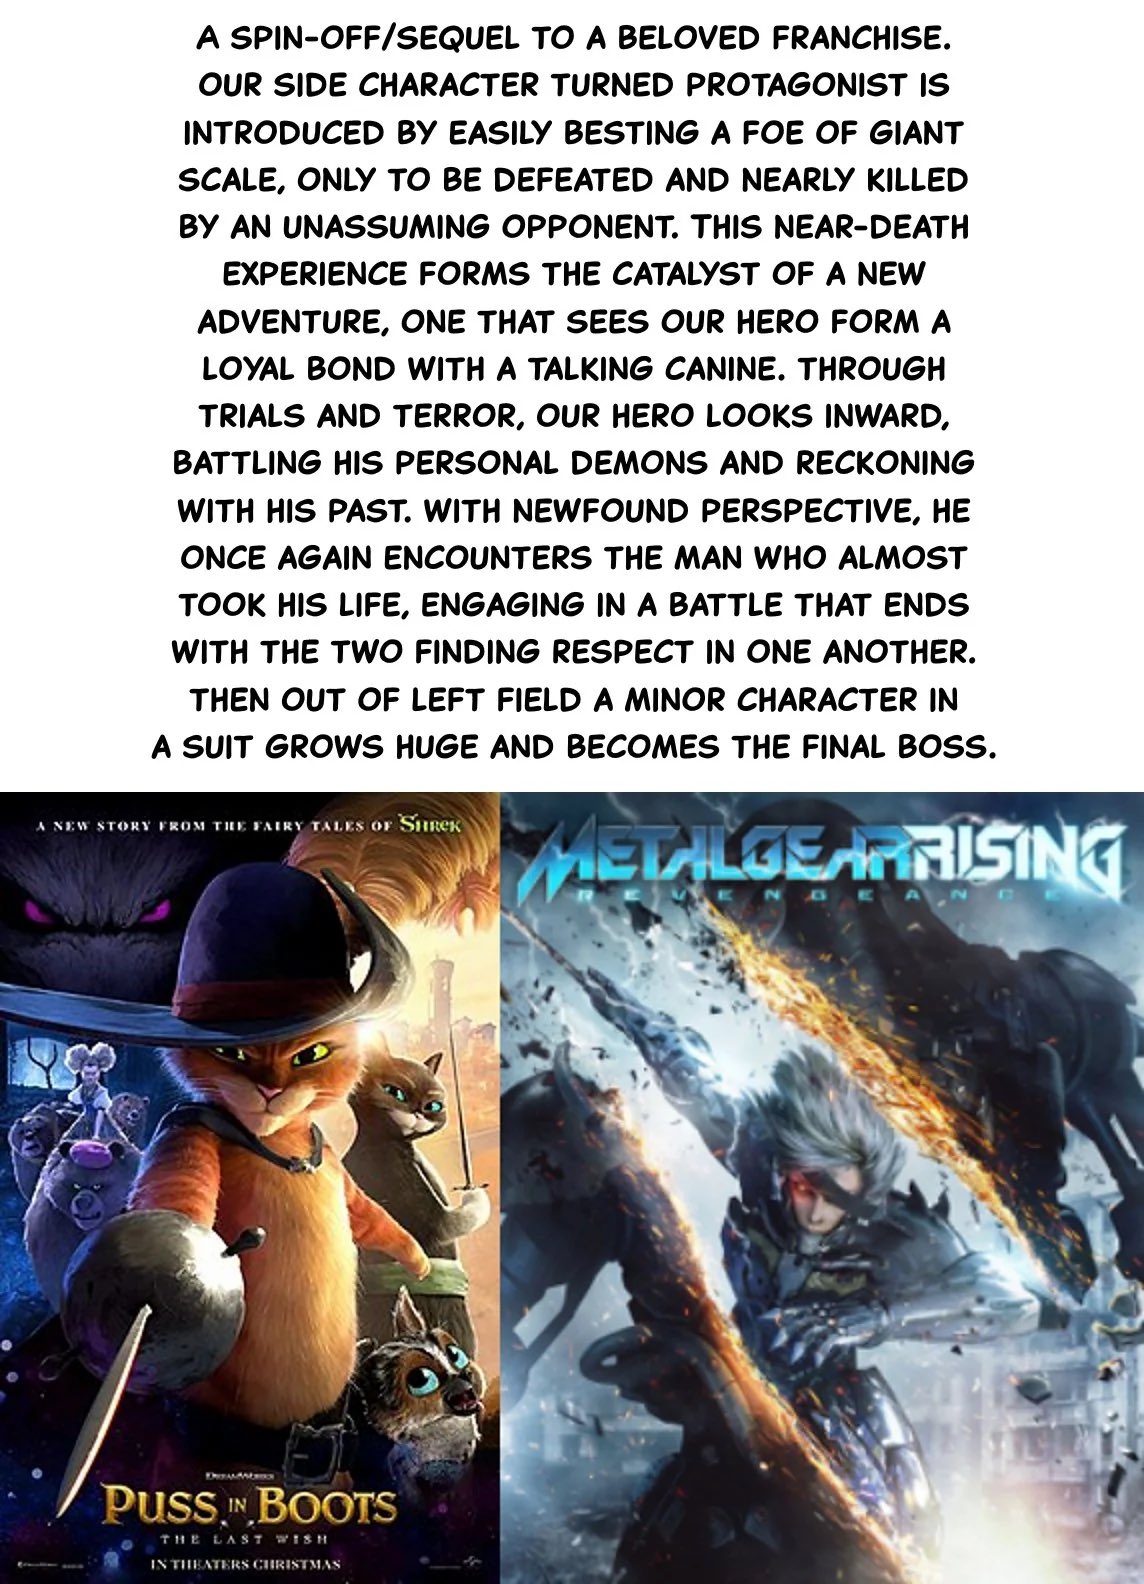 A SPIN-OFF/SEQUEL TO A BELOVED FRANCHISE.
OUR SIDE CHARACTER TURNED PROTAGONIST IS
INTRODUCED BY EASILY BESTING A FOE OF GIANT
SCALE, ONLY TO BE DEFEATED AND NEARLY KILLED
BY AN UNASSUMING OPPONENT. THIS NEAR-DEATH
EXPERIENCE FORMS THE CATALYST OF A NEW
ADVENTURE, ONE THAT SEES OUR HERO FORM A
LOYAL BOND WITH A TALKING CANINE. THROUGH
TRIALS AND TERROR, OUR HERO LOOKS INWARD,
BATTLING HIS PERSONAL DEMONS AND RECKONING
WITH HIS PAST. WITH NEWFOUND PERSPECTIVE, HE
ONCE AGAIN ENCOUNTERS THE MAN WHO ALMOST
TOOK HIS LIFE, ENGAGING IN A BATTLE THAT ENDS
WITH THE TWO FINDING RESPECT IN ONE ANOTHER.
THEN OUT OF LEFT FIELD A MINOR CHARACTER IN
A SUIT GROWS HUGE AND BECOMES THE FINAL BOSS.
A NEW STORY FROM THE FAIRY TALES OF SHREK
DREAMWORKS
PUSS IN BOOTS
THE LAST WISH
IN THEATERS CHRISTMAS
METAL GEAR RISING
REVENGEANCE